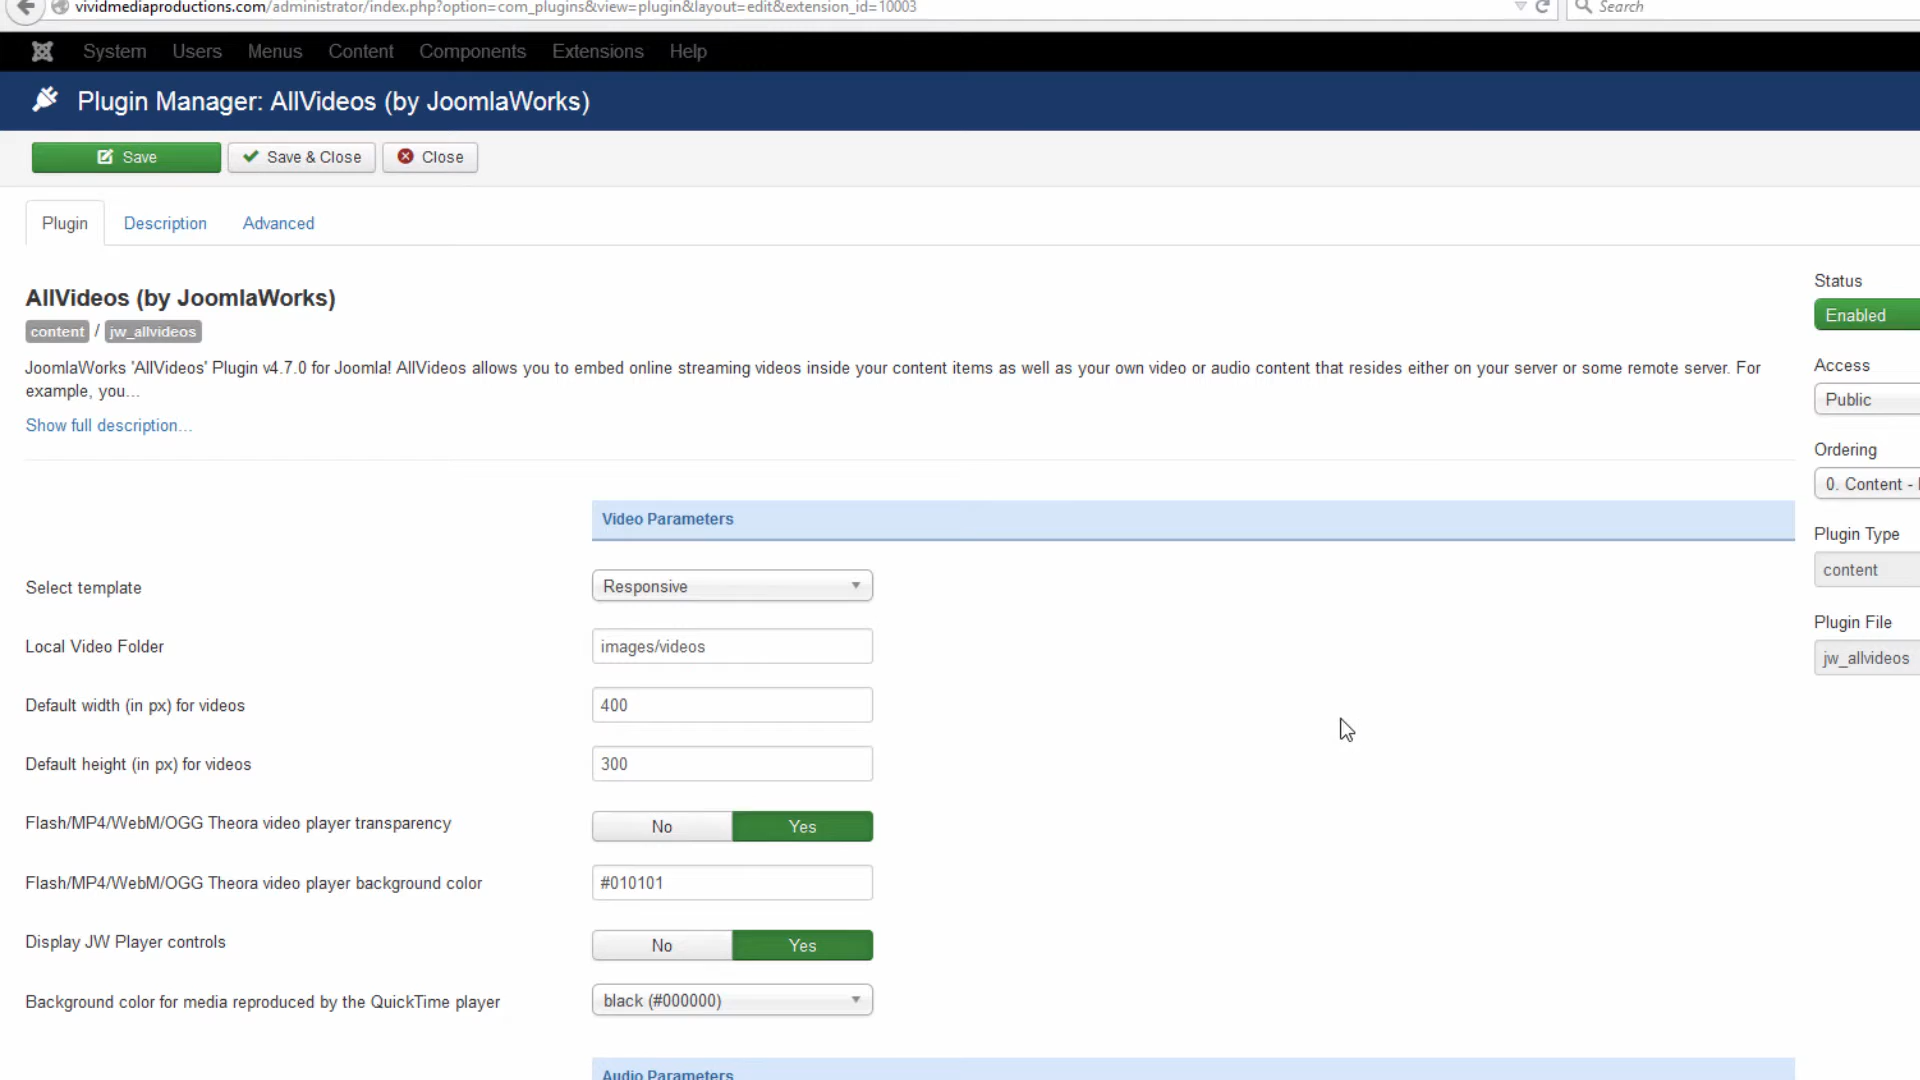 vividmediaproductions.com/administrator/index.php?option=com_plugins&view=plugin&layout=edit&extension_id=10003
Search
System Users Menus Content Components Extensions Help
Plugin Manager: AllVideos (by JoomlaWorks)
Save Save & Close Close
Plugin Description Advanced
AllVideos (by JoomlaWorks)
content / jw_allvideos
JoomlaWorks 'AllVideos' Plugin v4.7.0 for Joomla! AllVideos allows you to embed online streaming videos inside your content items as well as your own video or audio content that resides either on your server or some remote server. For
example, you...
Show full description...
Video Parameters
Select template Responsive
Local Video Folder images/videos
Default width (in px) for videos 400
Default height (in px) for videos 300
Flash/MP4/WebM/OGG Theora video player transparency No Yes
Flash/MP4/WebM/OGG Theora video player background color #010101
Display JW Player controls No Yes
Background color for media reproduced by the QuickTime player black (#000000)
Audio Parameters
Status
Enabled
Access
Public
Ordering
0. Content -
Plugin Type
content
Plugin File
jw_allvideos